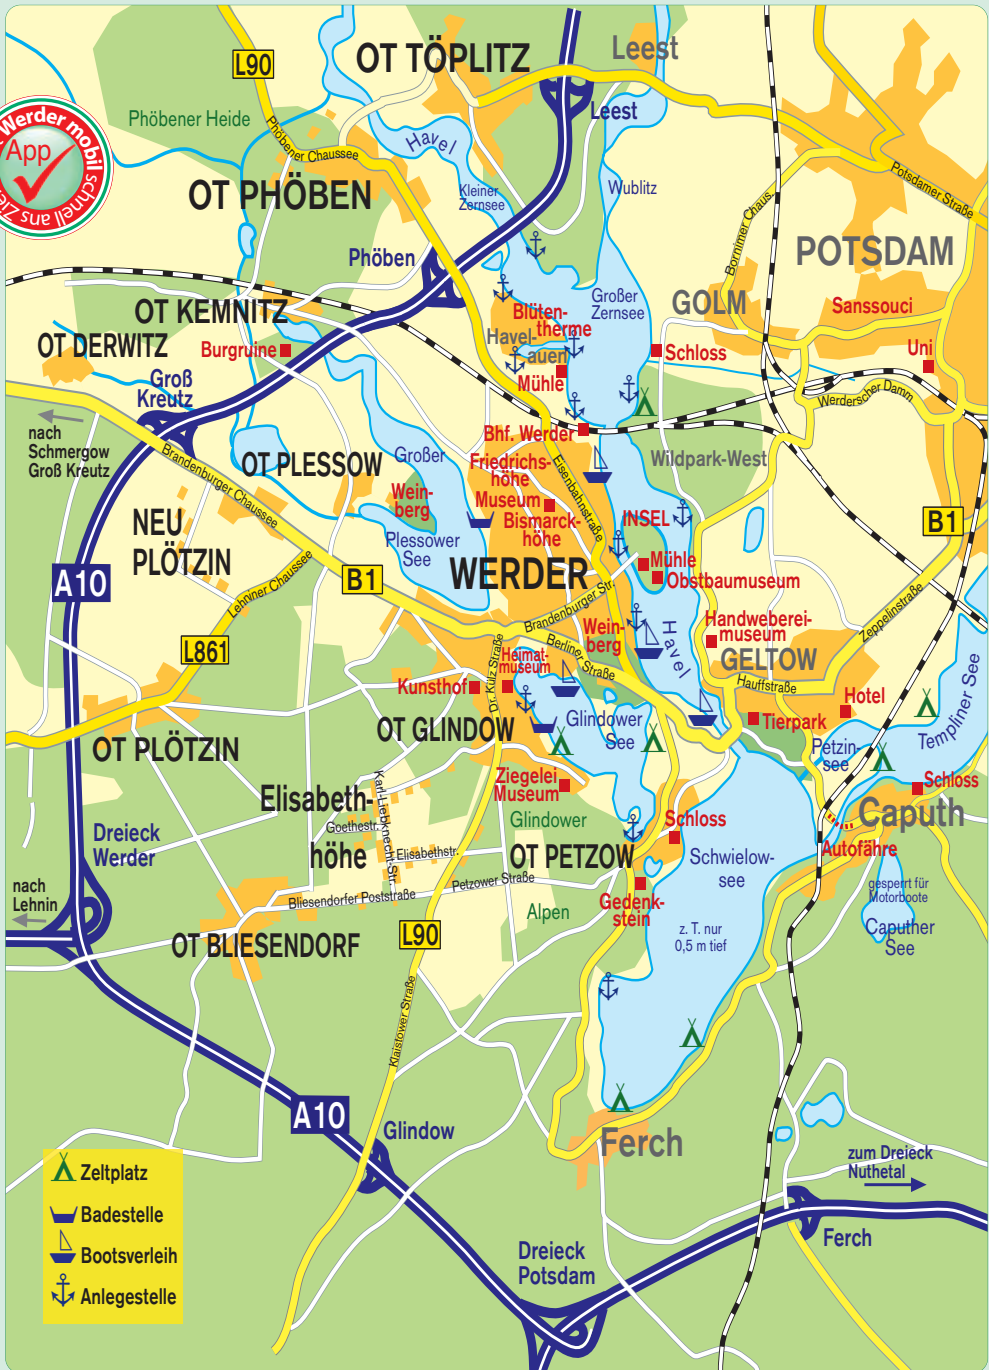 L90
OT TÖPLITZ
Leest
Leest
Werder mobil
App
schnell ans Ziel
Phöbener Heide
Phöbener Chaussee
Havel
Kleiner
Zernsee
Wublitz
Potsdamer Straße
OT PHÖBEN
Bornimer Chaus.
POTSDAM
Phöben
Großer
Zernsee
GOLM
Sanssouci
OT KEMNITZ
Blüten-
therme
Havel-
auen
OT DERWITZ
Burgruine
Schloss
Uni
Mühle
Groß
Kreutz
Werderscher Damm
nach
Schmergow
Groß Kreutz
Bhf. Werder
Brandenburger Chaussee
OT PLESSOW
Großer
Plessower
See
Friedrichs-
höhe
Eisenbahnstraße
Wildpark-West
Wein-
berg
Museum
Bismarck-
höhe
INSEL
B1
NEU
PLÖTZIN
Mühle
Obstbaumuseum
A10
B1
WERDER
Lehniner Chaussee
Brandenburger Str.
Zeppelinstraße
Wein-
berg
Havel
Handweberei-
museum
L861
Berliner Straße
Heimat-
museum
GELTOW
Kunsthof
Dr. Külz Straße
Hauffstraße
Hotel
Templiner See
OT GLINDOW
Glindower
See
Tierpark
Petzin-
see
OT PLÖTZIN
Ziegelei
Museum
Schloss
Elisabeth-
höhe
Karl-Liebknecht-Str.
Goethestr.
Elisabethstr.
Glindower
Alpen
Schloss
Caputh
Dreieck
Werder
OT PETZOW
Schwielow-
see
Autofähre
nach
Lehnin
Petzower Straße
Bliesendorfer Poststraße
Gedenk-
stein
gesperrt für
Motorboote
Caputher
See
L90
OT BLIESENDORF
z. T. nur
0,5 m tief
Klaistower Straße
A10
Glindow
Ferch
zum Dreieck
Nuthetal
Zeltplatz
Badestelle
Bootsverleih
Anlegestelle
Ferch
Dreieck
Potsdam